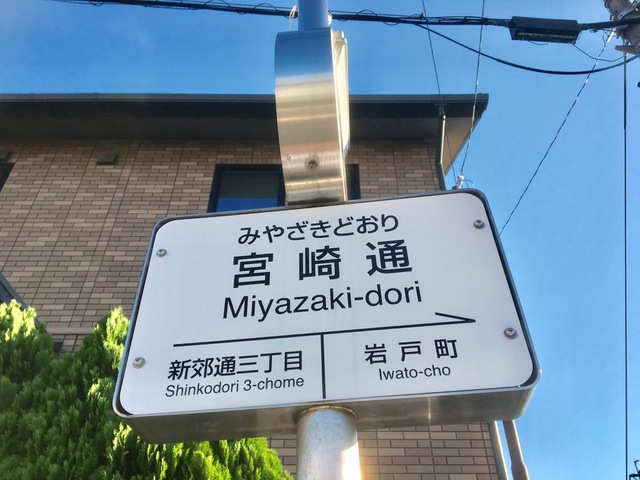 みやざきどおり
宮崎通
Miyazaki-dori
新郊通三丁目
Shinkodori 3-chome
岩戸町
Iwato-cho